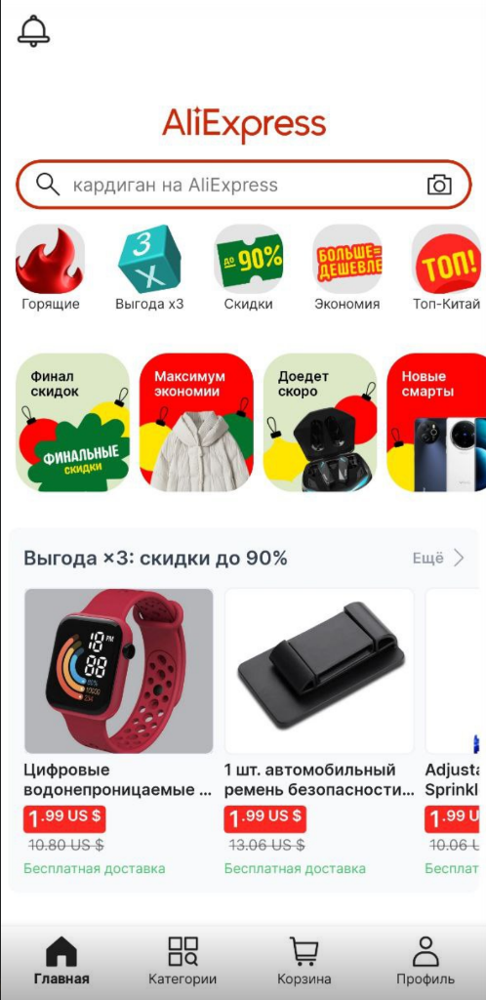 AliExpress
кардиган на AliExpress
3
X
до 90%
БОЛЬШЕ=
ДЕШЕВЛЕ
ТОП!
Горящие
Выгода х3
Скидки
Экономия
Топ-Китай
Финал
скидок
ФИНАЛЬНЫЕ
скидки
Максимум
экономии
Доедет
скоро
Новые
смарты
Выгода ×3: скидки до 90%
Ещё
18 PM
88
Цифровые
водонепроницаемые ...
1.99 US $
10.80 US $
Бесплатная доставка
1 шт. автомобильный
ремень безопасности...
1.99 US $
13.06 US $
Бесплатная доставка
Adjusta
Sprinkl
1.99 U
10.06 U
Бесплат
Главная
Категории
Корзина
Профиль